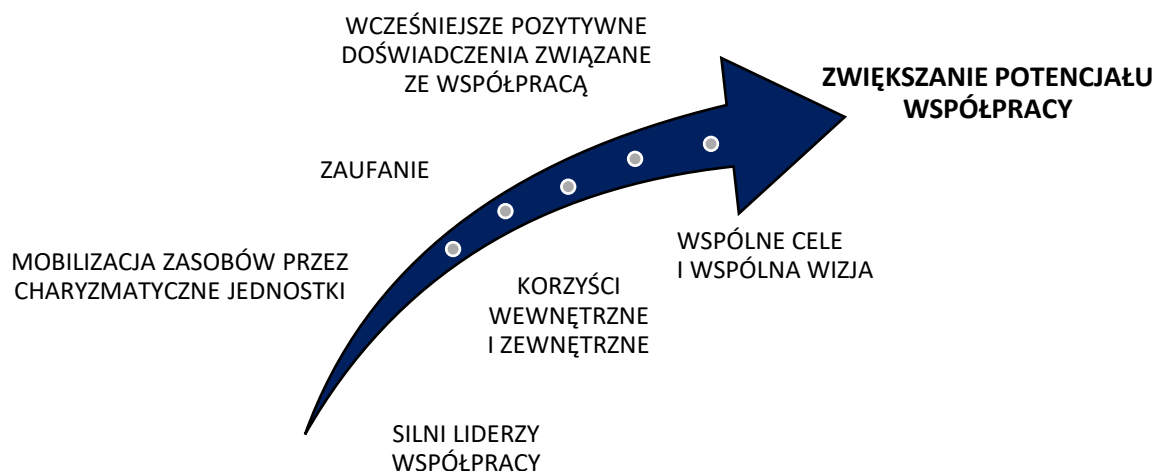 WCZEŚNIEJSZE POZYTYWNE
DOŚWIADCZENIA ZWIĄZANE
ZE WSPÓŁPRACĄ
ZWIĘKSZANIE POTENCJAŁU
WSPÓŁPRACY
ZAUFANIE
MOBILIZACJA ZASOBÓW PRZEZ
CHARYZMATYCZNE JEDNOSTKI
WSPÓLNE CELE
I WSPÓLNA WIZJA
KORZYŚCI
WEWNĘTRZNE
I ZEWNĘTRZNE
SILNI LIDERZY
WSPÓŁPRACY